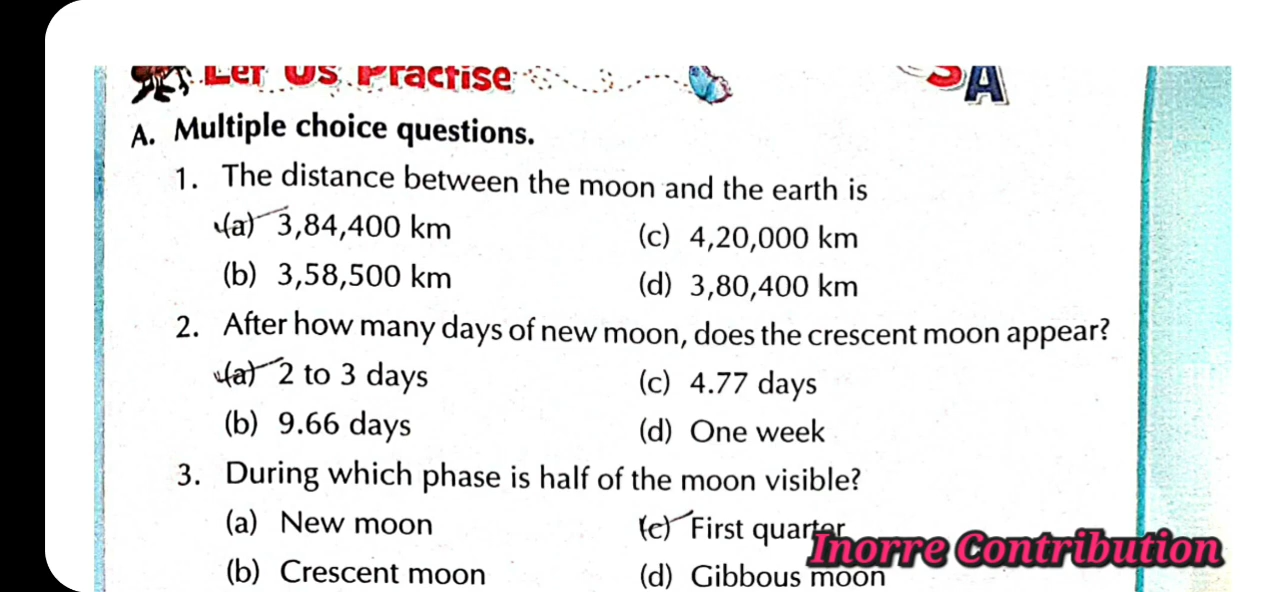 Let Us Practise
A. Multiple choice questions.
1. The distance between the moon and the earth is
(a) 3,84,400 km (c) 4,20,000 km
(b) 3,58,500 km (d) 3,80,400 km
2. After how many days of new moon, does the crescent moon appear?
(a) 2 to 3 days (c) 4.77 days
(b) 9.66 days (d) One week
3. During which phase is half of the moon visible?
(a) New moon (c) First quarter
Inorre Contribution
(b) Crescent moon (d) Gibbous moon